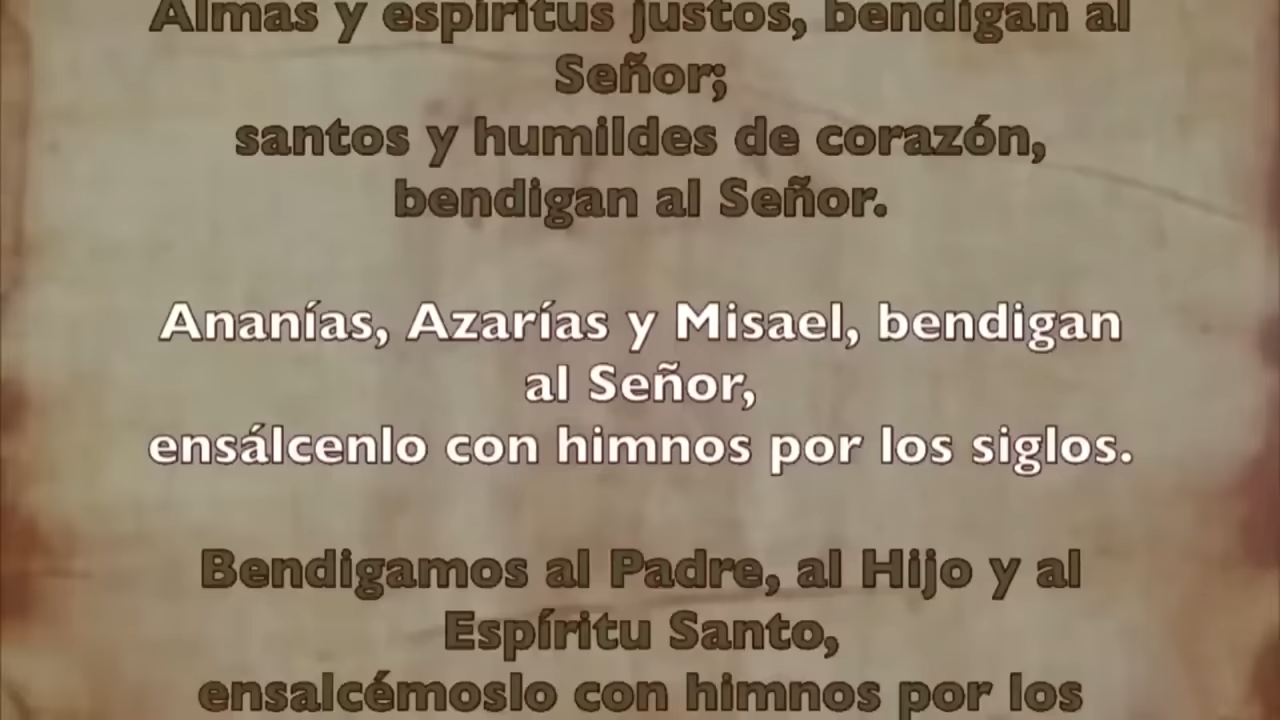 Almas y espíritus justos, bendigan al
Señor;
santos y humildes de corazón,
bendigan al Señor.
Ananías, Azarías y Misael, bendigan
al Señor,
ensálcenlo con himnos por los siglos.
Bendigamos al Padre, al Hijo y al
Espíritu Santo,
ensalcémoslo con himnos por los